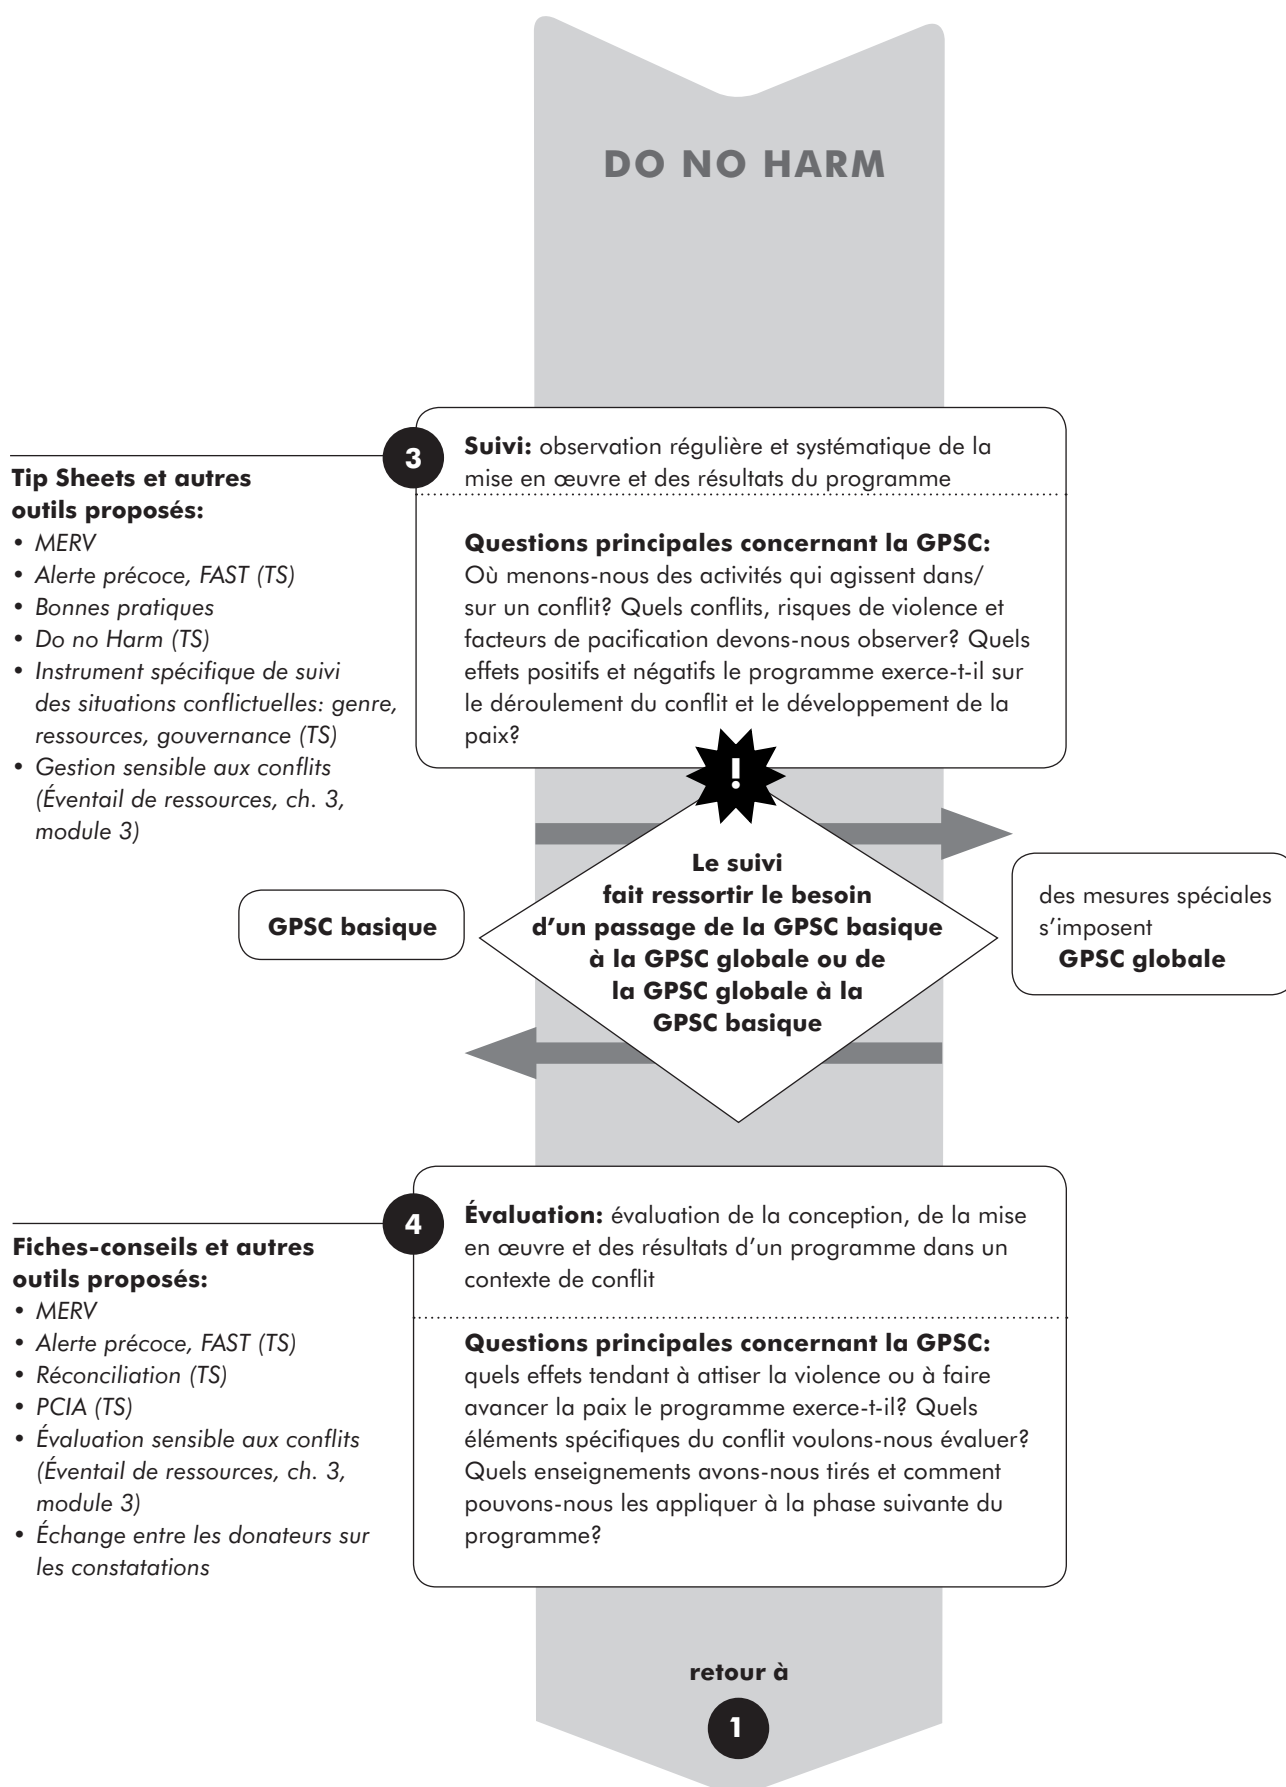 DO NO HARM
3
Suivi: observation régulière et systématique de la
mise en œuvre et des résultats du programme
Questions principales concernant la GPSC:
Où menons-nous des activités qui agissent dans/
sur un conflit? Quels conflits, risques de violence et
facteurs de pacification devons-nous observer? Quels
effets positifs et négatifs le programme exerce-t-il sur
le déroulement du conflit et le développement de la
paix?
Tip Sheets et autres
outils proposés:
• MERV
• Alerte précoce, FAST (TS)
• Bonnes pratiques
• Do no Harm (TS)
• Instrument spécifique de suivi
des situations conflictuelles: genre,
ressources, gouvernance (TS)
• Gestion sensible aux conflits
(Éventail de ressources, ch. 3,
module 3)
!
Le suivi
fait ressortir le besoin
d'un passage de la GPSC basique
à la GPSC globale ou de
la GPSC globale à la
GPSC basique
GPSC basique
des mesures spéciales
s'imposent
GPSC globale
4
Évaluation: évaluation de la conception, de la mise
en œuvre et des résultats d'un programme dans un
contexte de conflit
Questions principales concernant la GPSC:
quels effets tendant à attiser la violence ou à faire
avancer la paix le programme exerce-t-il? Quels
éléments spécifiques du conflit voulons-nous évaluer?
Quels enseignements avons-nous tirés et comment
pouvons-nous les appliquer à la phase suivante du
programme?
Fiches-conseils et autres
outils proposés:
• MERV
• Alerte précoce, FAST (TS)
• Réconciliation (TS)
• PCIA (TS)
• Évaluation sensible aux conflits
(Éventail de ressources, ch. 3,
module 3)
• Échange entre les donateurs sur
les constatations
retour à
1